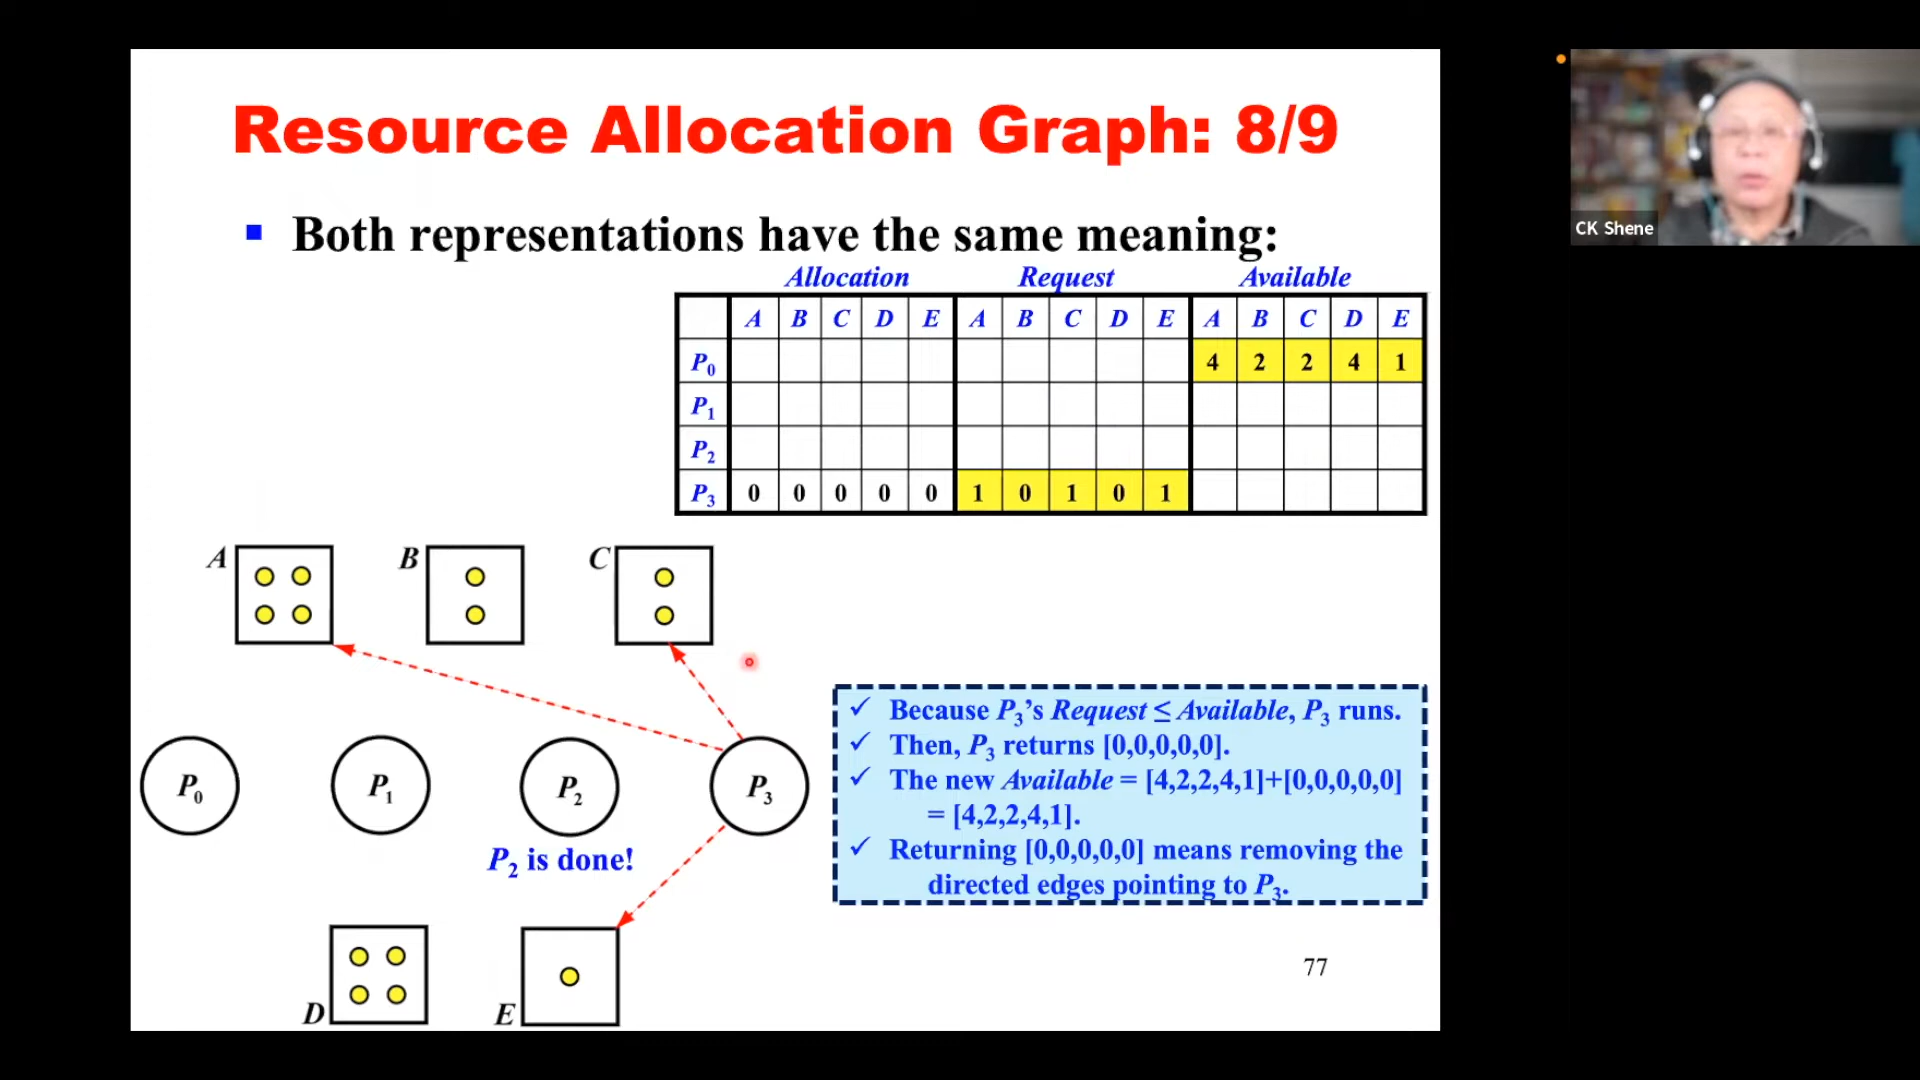 Resource Allocation Graph: 8/9
CK Shene
▪ Both representations have the same meaning:
Allocation Request Available
A B C D E A B C D E A B C D E
P0 4 2 2 4 1
P1
P2
P3 0 0 0 0 0 1 0 1 0 1
A B C
✓ Because P3's Request ≤ Available, P3 runs.
✓ Then, P3 returns [0,0,0,0,0].
✓ The new Available = [4,2,2,4,1]+[0,0,0,0,0]
= [4,2,2,4,1].
✓ Returning [0,0,0,0,0] means removing the
directed edges pointing to P3.
P0 P1 P2 P3
P2 is done!
D E
77